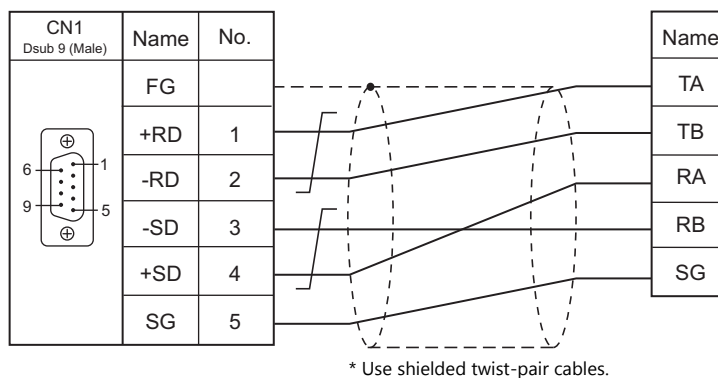 CN1
Dsub 9 (Male)
Name
No.
Name
FG
TA
+RD
1
TB
-RD
2
RA
-SD
3
RB
+SD
4
SG
SG
5
6
1
9
5
* Use shielded twist-pair cables.